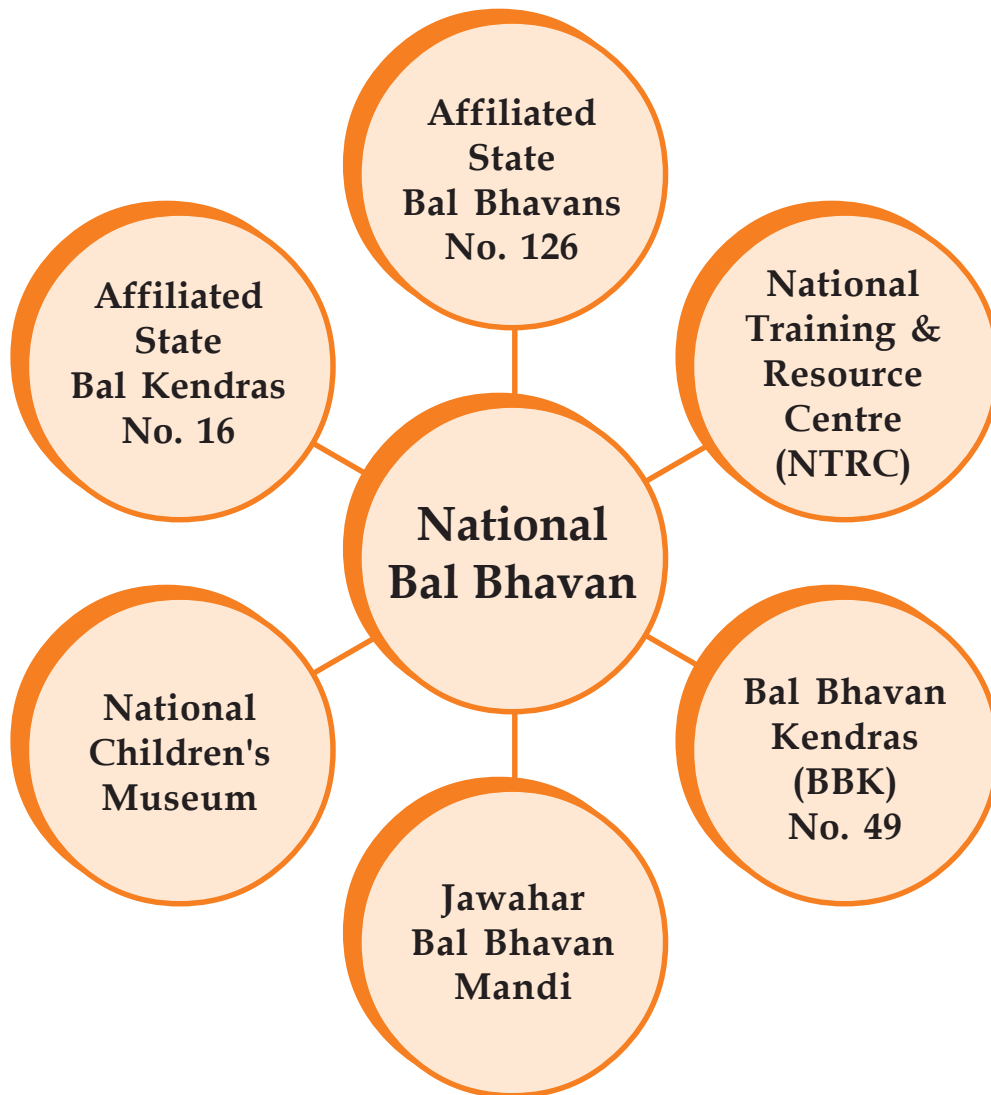 Affiliated
State
Bal Bhavans
No. 126
National
Training &
Resource
Centre
(NTRC)
Bal Bhavan
Kendras
(BBK)
No. 49
Jawahar
Bal Bhavan
Mandi
National
Children's
Museum
Affiliated
State
Bal Kendras
No. 16
National
Bal Bhavan